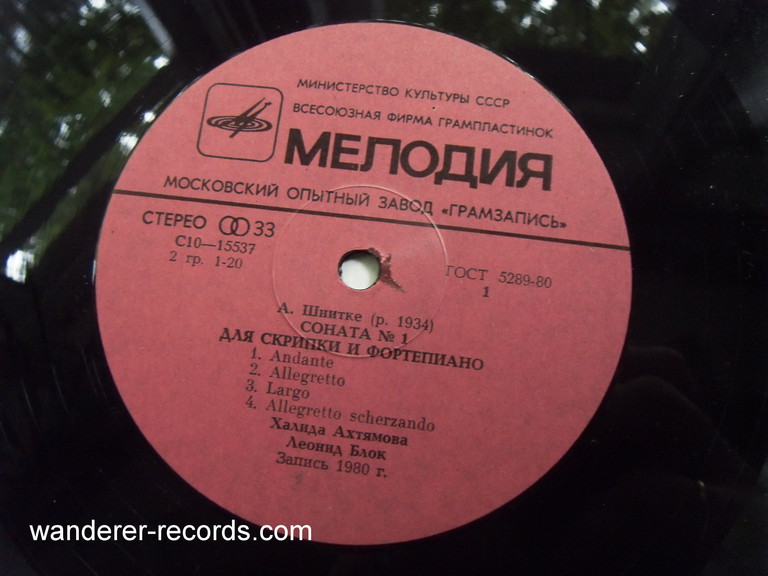 МИНИСТЕРСТВО КУЛЬТУРЫ СССР
ВСЕСОЮЗНАЯ ФИРМА ГРАМПЛАСТИНОК
МЕЛОДИЯ
МОСКОВСКИЙ ОПЫТНЫЙ ЗАВОД «ГРАМЗАПИСЬ»
СТЕРЕО 33
С10—15537
2 гр. 1-20
ГОСТ 5289-80
1
А. Шнитке (р. 1934)
СОНАТА № 1
ДЛЯ СКРИПКИ И ФОРТЕПИАНО
1. Andante
2. Allegretto
3. Largo
4. Allegretto scherzando
Халида Ахтямова
Леонид Блок
Запись 1980 г.
wanderer-records.com